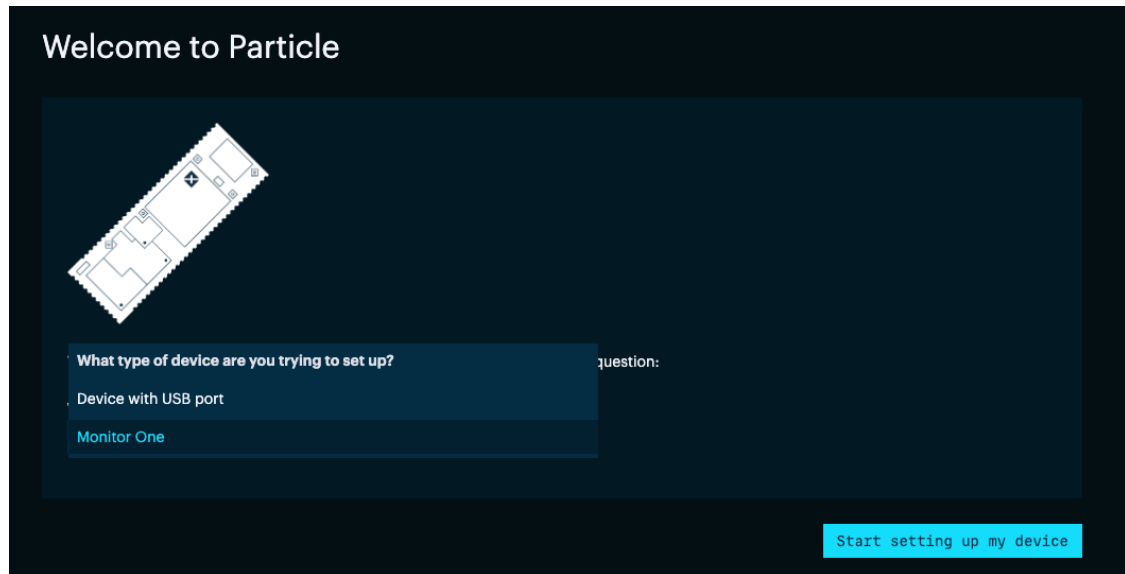 Welcome to Particle
What type of device are you trying to set up?
question:
Device with USB port
Monitor One
Start setting up my device